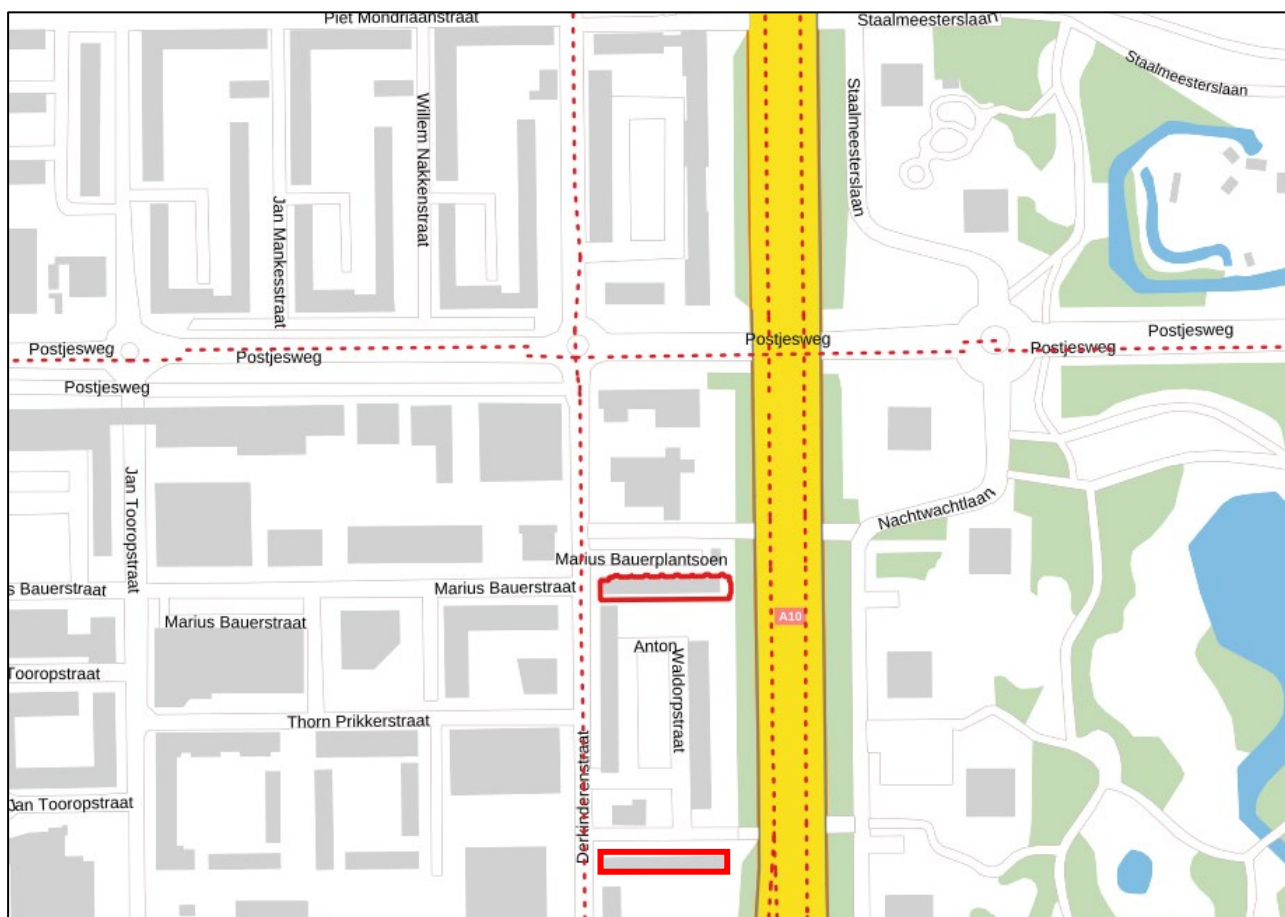 Piet Mondriaanstraat
Staalmeesterslaan
Staalmeesterslaan
Staalmeesterslaan
Willem Nakkenstraat
Jan Mankesstraat
Postjesweg
Postjesweg
Postjesweg
Postjesweg
Postjesweg
Postjesweg
Jan Tooropstraat
Nachtwachtlaan
Marius Bauerplantsoen
s Bauerstraat
Marius Bauerstraat
Marius Bauerstraat
A10
Anton
Waldorpstraat
Tooropstraat
Thorn Prikkerstraat
Derkinderenstraat
Jan Tooropstraat